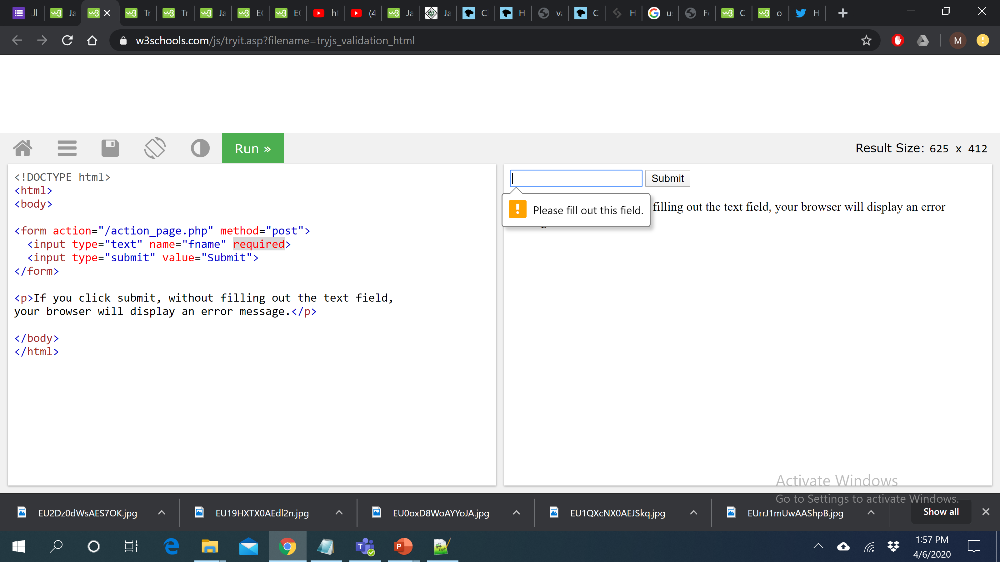 Jl
Ja
Tr
Tr
Ja
EC
EC
ht
(4
Ja
Ja
C
H
va
C
H
u
Fo
C
o
H
w3schools.com/js/tryit.asp?filename=tryjs_validation_html
M
Run »
Result Size: 625 x 412
<!DOCTYPE html>
<html>
<body>
<form action="/action_page.php" method="post">
<input type="text" name="fname" required>
<input type="submit" value="Submit">
</form>
<p>If you click submit, without filling out the text field,
your browser will display an error message.</p>
</body>
</html>
Submit
Please fill out this field.
filling out the text field, your browser will display an error
Activate Windows
Go to Settings to activate Windows.
EU2Dz0dWsAES7OK.jpg
EU19HXTX0AEdl2n.jpg
EU0oxD8WoAYYoJA.jpg
EU1QXcNX0AEJSkq.jpg
EUrrJ1mUwAAShpB.jpg
Show all
1:57 PM
4/6/2020